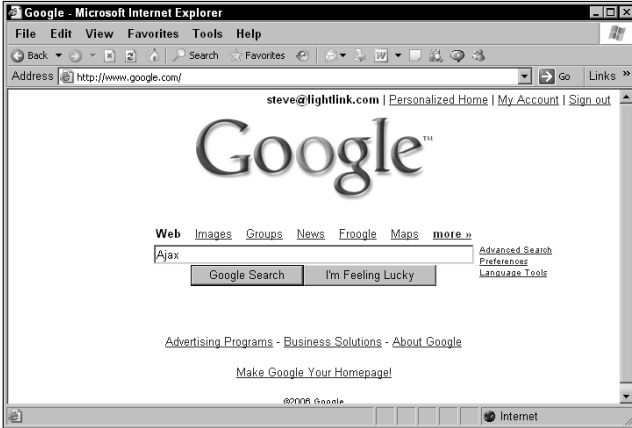 Google - Microsoft Internet Explorer
File Edit View Favorites Tools Help
Back Search Favorites
Address http://www.google.com/ Go Links »
steve@lightlink.com | Personalized Home | My Account | Sign out
Google™
Web Images Groups News Froogle Maps more »
Ajax
Advanced Search
Preferences
Language Tools
Google Search I'm Feeling Lucky
Advertising Programs - Business Solutions - About Google
Make Google Your Homepage!
©2006 Google
Internet